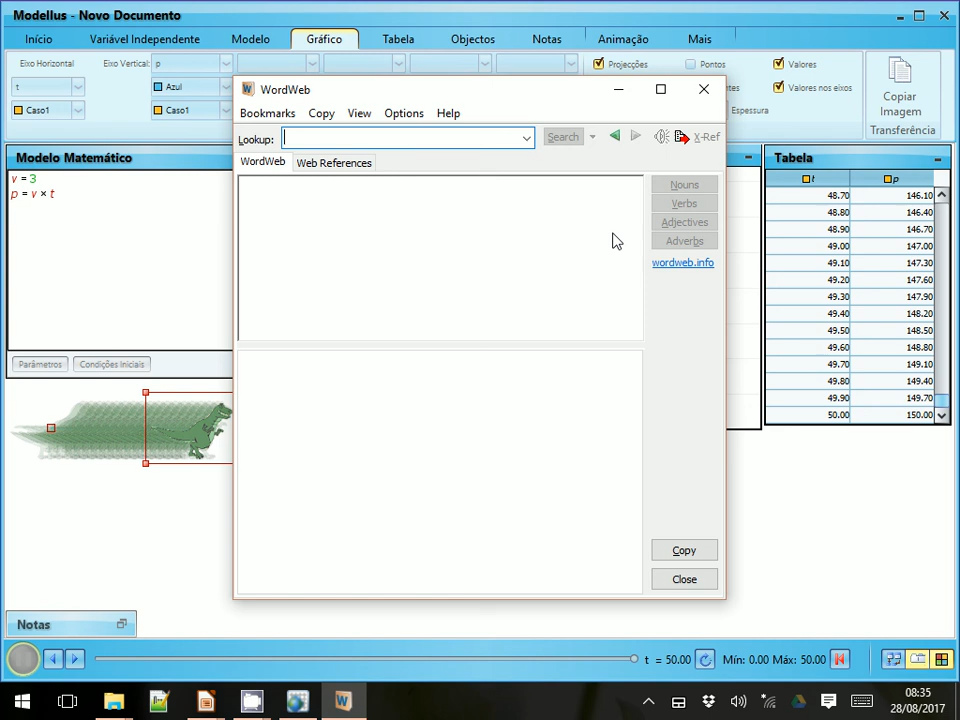 Modellus - Novo Documento
Início Variável Independente Modelo Gráfico Tabela Objectos Notas Animação Mais
Eixo Horizontal Eixo Vertical: p
Projecções Pontos Valores
t Azul
Valores nos eixos
Caso1 Caso1
Espessura
Copiar
Imagem
Transferência
WordWeb
Bookmarks Copy View Options Help
Lookup: Search X-Ref
WordWeb Web References
Nouns
Verbs
Adjectives
Adverbs
wordweb.info
Copy
Close
Modelo Matemático
v = 3
p = v × t
Parâmetros Condições Iniciais
Tabela
t p
48.70 146.10
48.80 146.40
48.90 146.70
49.00 147.00
49.10 147.30
49.20 147.60
49.30 147.90
49.40 148.20
49.50 148.50
49.60 148.80
49.70 149.10
49.80 149.40
49.90 149.70
50.00 150.00
Notas
t = 50.00 Mín: 0.00 Máx: 50.00
08:35
28/08/2017